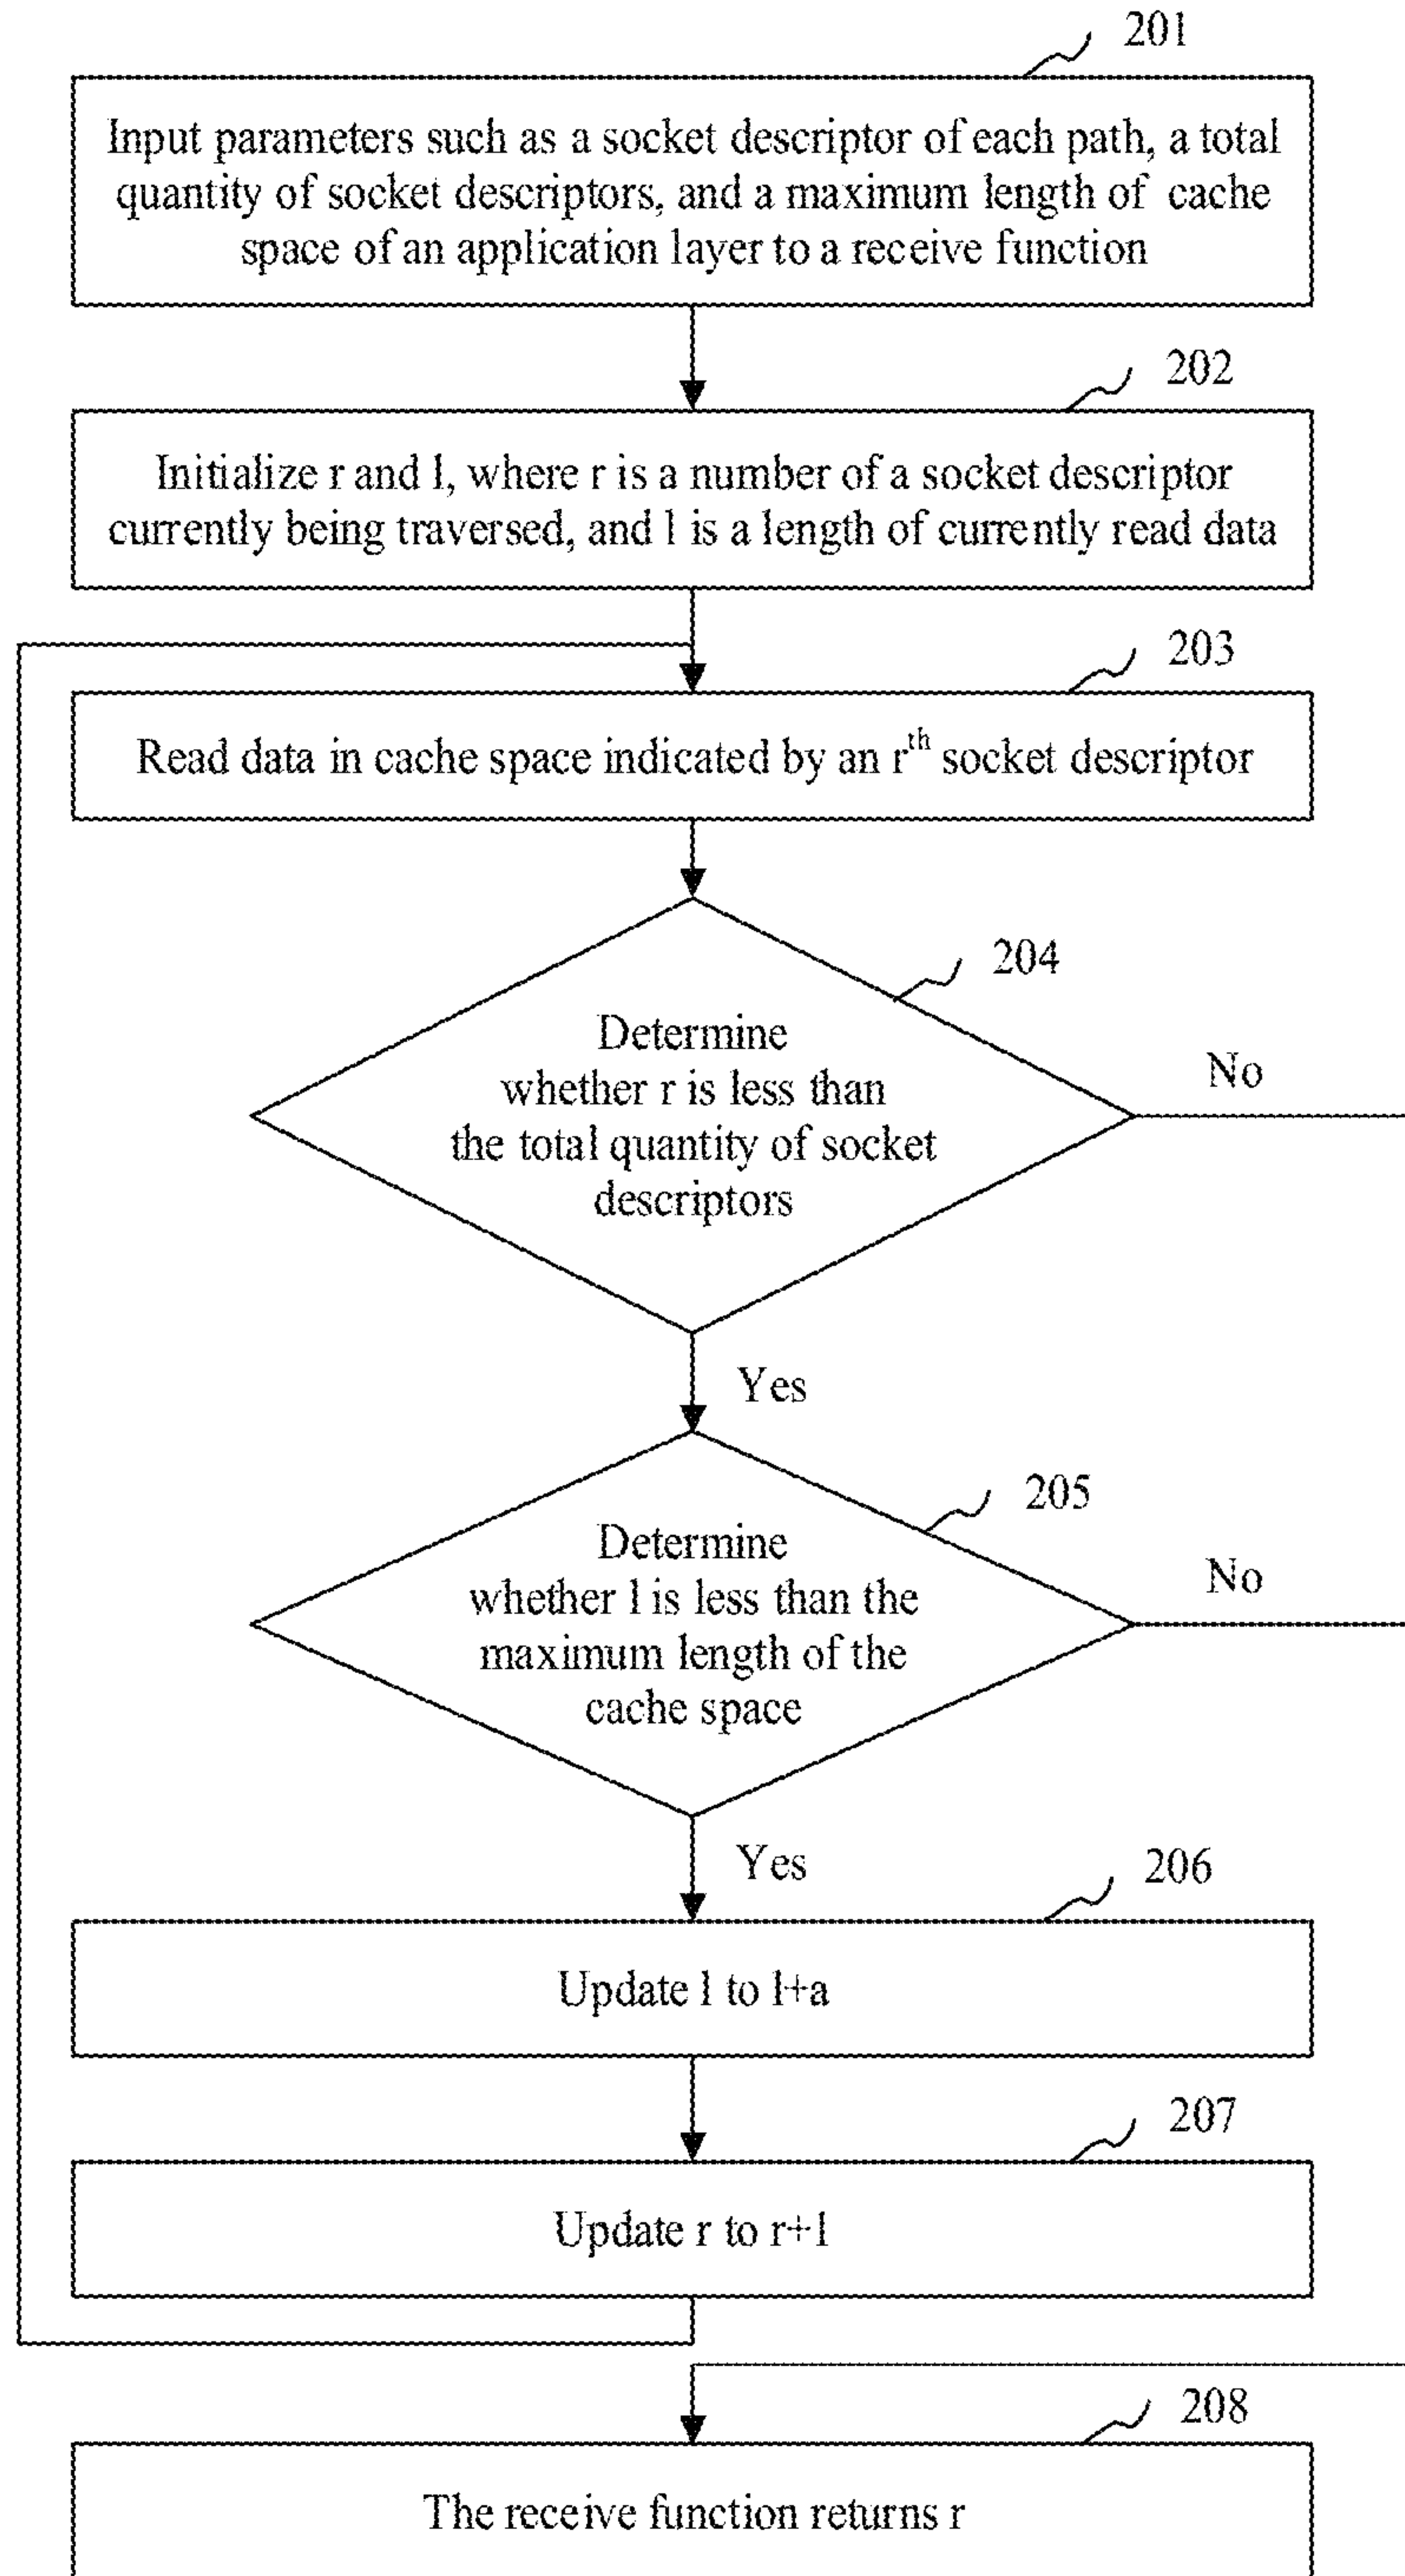 201
Input parameters such as a socket descriptor of each path, a total
quantity of socket descriptors, and a maximum length of cache
space of an application layer to a receive function
202
Initialize r and l, where r is a number of a socket descriptor
currently being traversed, and l is a length of currently read data
203
Read data in cache space indicated by an rth socket descriptor
204
Determine
whether r is less than
the total quantity of socket
descriptors
No
Yes
205
Determine
whether l is less than the
maximum length of the
cache space
No
Yes
206
Update l to l+a
207
Update r to r+1
208
The receive function returns r